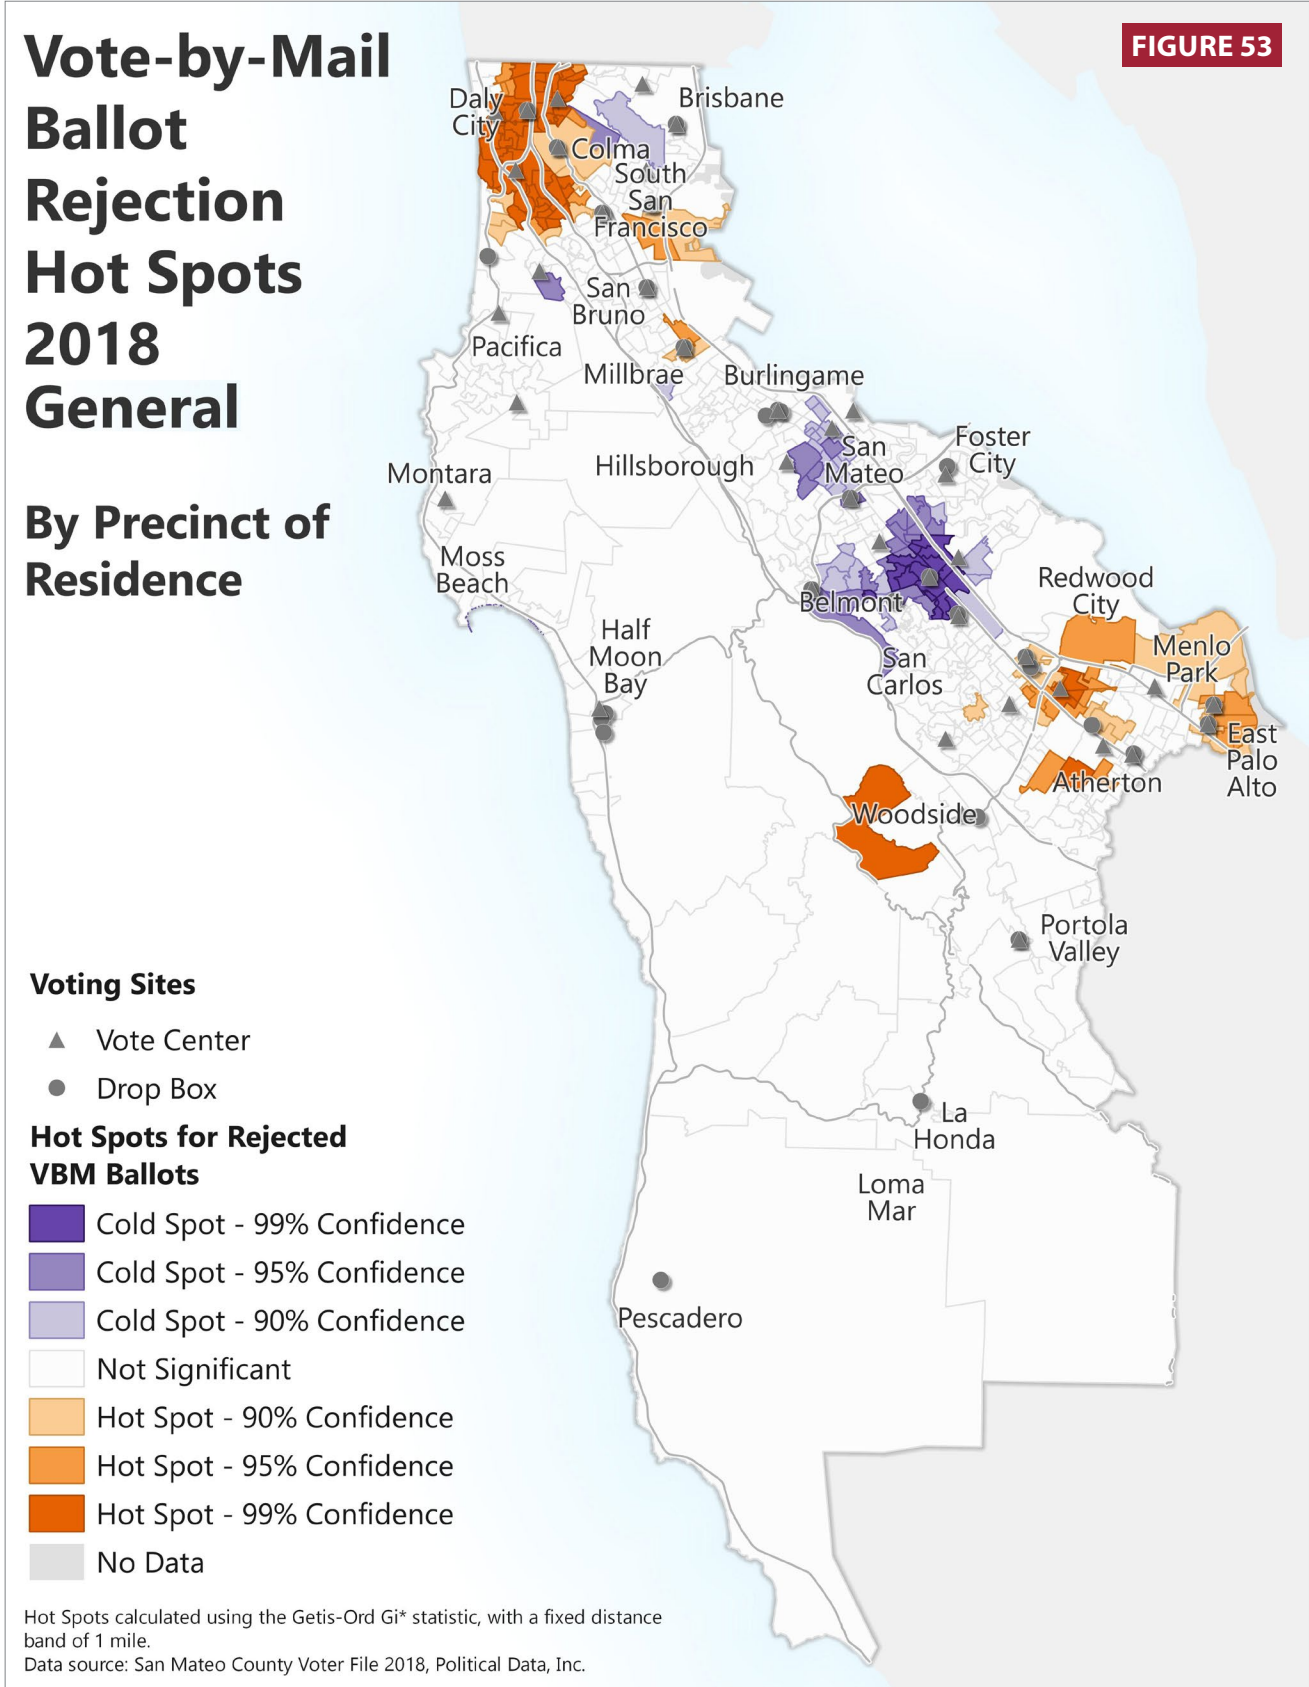 Vote-by-Mail
Ballot
Rejection
Hot Spots
2018
General
By Precinct of
Residence
FIGURE 53
Daly
City
Brisbane
Colma
South
San
Francisco
San
Bruno
Pacifica
Millbrae
Burlingame
Hillsborough
San
Mateo
Foster
City
Montara
Moss
Beach
Belmont
Redwood
City
Half
Moon
Bay
Menlo
Park
San
Carlos
East
Palo
Alto
Atherton
Woodside
Portola
Valley
La
Honda
Loma
Mar
Pescadero
Voting Sites
Vote Center
Drop Box
Hot Spots for Rejected
VBM Ballots
Cold Spot - 99% Confidence
Cold Spot - 95% Confidence
Cold Spot - 90% Confidence
Not Significant
Hot Spot - 90% Confidence
Hot Spot - 95% Confidence
Hot Spot - 99% Confidence
No Data
Hot Spots calculated using the Getis-Ord Gi* statistic, with a fixed distance
band of 1 mile.
Data source: San Mateo County Voter File 2018, Political Data, Inc.